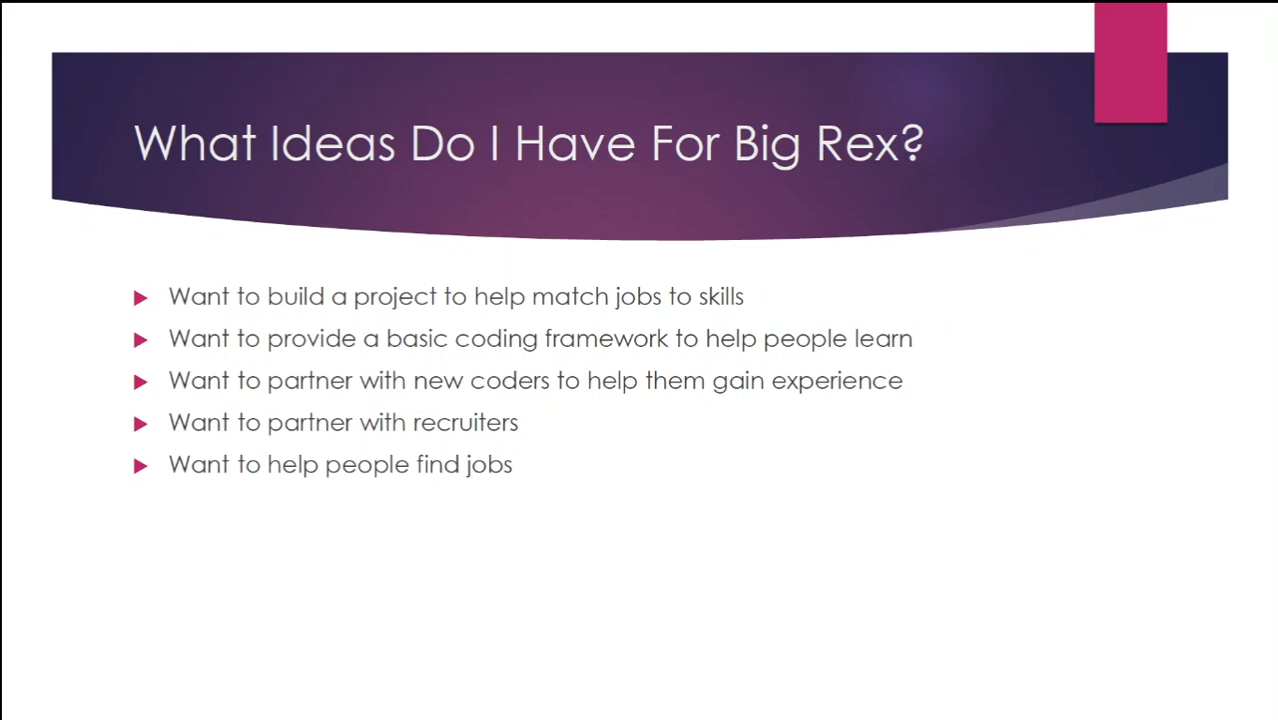 What Ideas Do I Have For Big Rex?
Want to build a project to help match jobs to skills
Want to provide a basic coding framework to help people learn
Want to partner with new coders to help them gain experience
Want to partner with recruiters
Want to help people find jobs